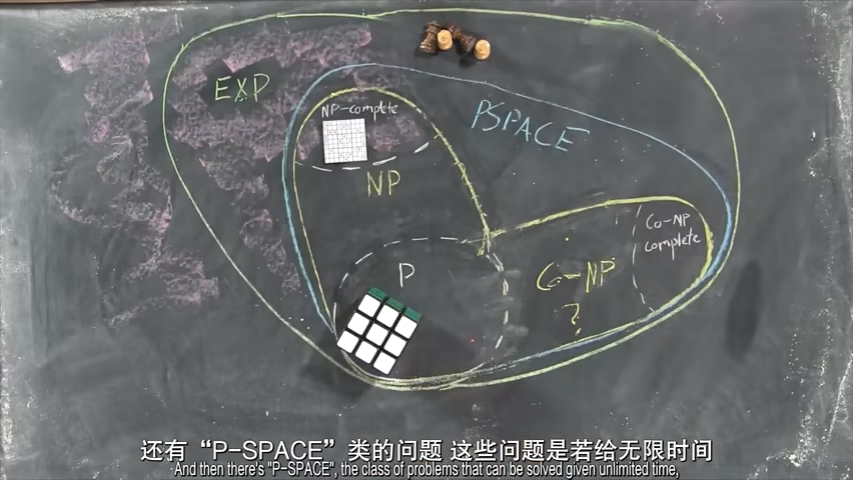 EXP
NP-complete
PSPACE
NP
Co-NP
complete
P
Co-NP
?
还有“P-SPACE”类的问题 这些问题是若给无限时间
And then there's "P-SPACE", the class of problems that can be solved given unlimited time,